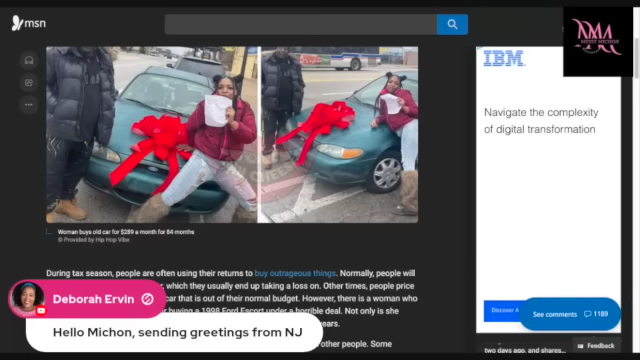 msn
IBM
Navigate the complexity
of digital transformation
Woman buys old car for $289 a month for 84 months
© Provided by Hip Hop Vibe
During tax season, people are often using their returns to buy outrageous things. Normally, people will
which they usually end up taking a loss on. Other times, people price
car that is out of their normal budget. However, there is a woman who
buying a 1998 Ford Escort under a horrible deal. Not only is she
ears.
other people. Some
Deborah Ervin
Hello Michon, sending greetings from NJ
Discover A
See comments 1189
Feedback
two days ago, and shares...